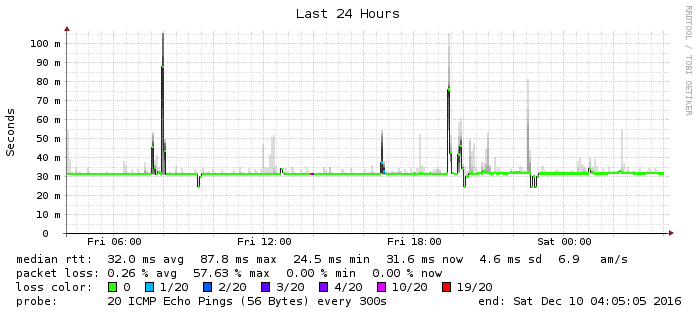 Last 24 Hours
RRDTOOL / TOBI OETIKER
Seconds
100 m
90 m
80 m
70 m
60 m
50 m
40 m
30 m
20 m
10 m
0
Fri 06:00 Fri 12:00 Fri 18:00 Sat 00:00
median rtt: 32.0 ms avg 87.8 ms max 24.5 ms min 31.6 ms now 4.6 ms sd 6.9 am/s
packet loss: 0.26 % avg 57.63 % max 0.00 % min 0.00 % now
loss color: 0 1/20 2/20 3/20 4/20 10/20 19/20
probe: 20 ICMP Echo Pings (56 Bytes) every 300s end: Sat Dec 10 04:05:05 2016